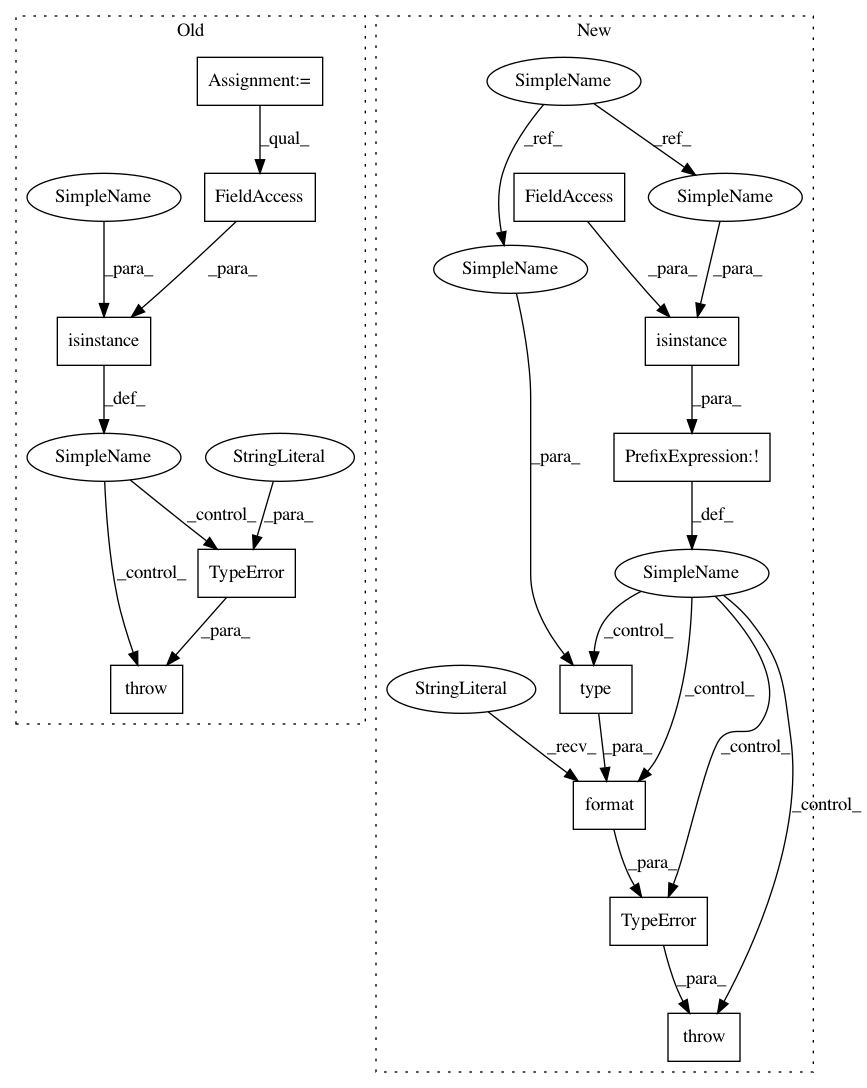 Old
New
Assignment:=
SimpleName
_qual_
_ref_
_ref_
SimpleName
FieldAccess
FieldAccess
SimpleName
SimpleName
_para_
_para_
_para_
_para_
isinstance
isinstance
_def_
_para_
SimpleName
StringLiteral
PrefixExpression:!
_para_
_control_
_para_
_def_
_control_
TypeError
SimpleName
_para_
_control_
throw
StringLiteral
type
_control_
_recv_
_para_
_control_
_control_
format
_para_
TypeError
_para_
throw